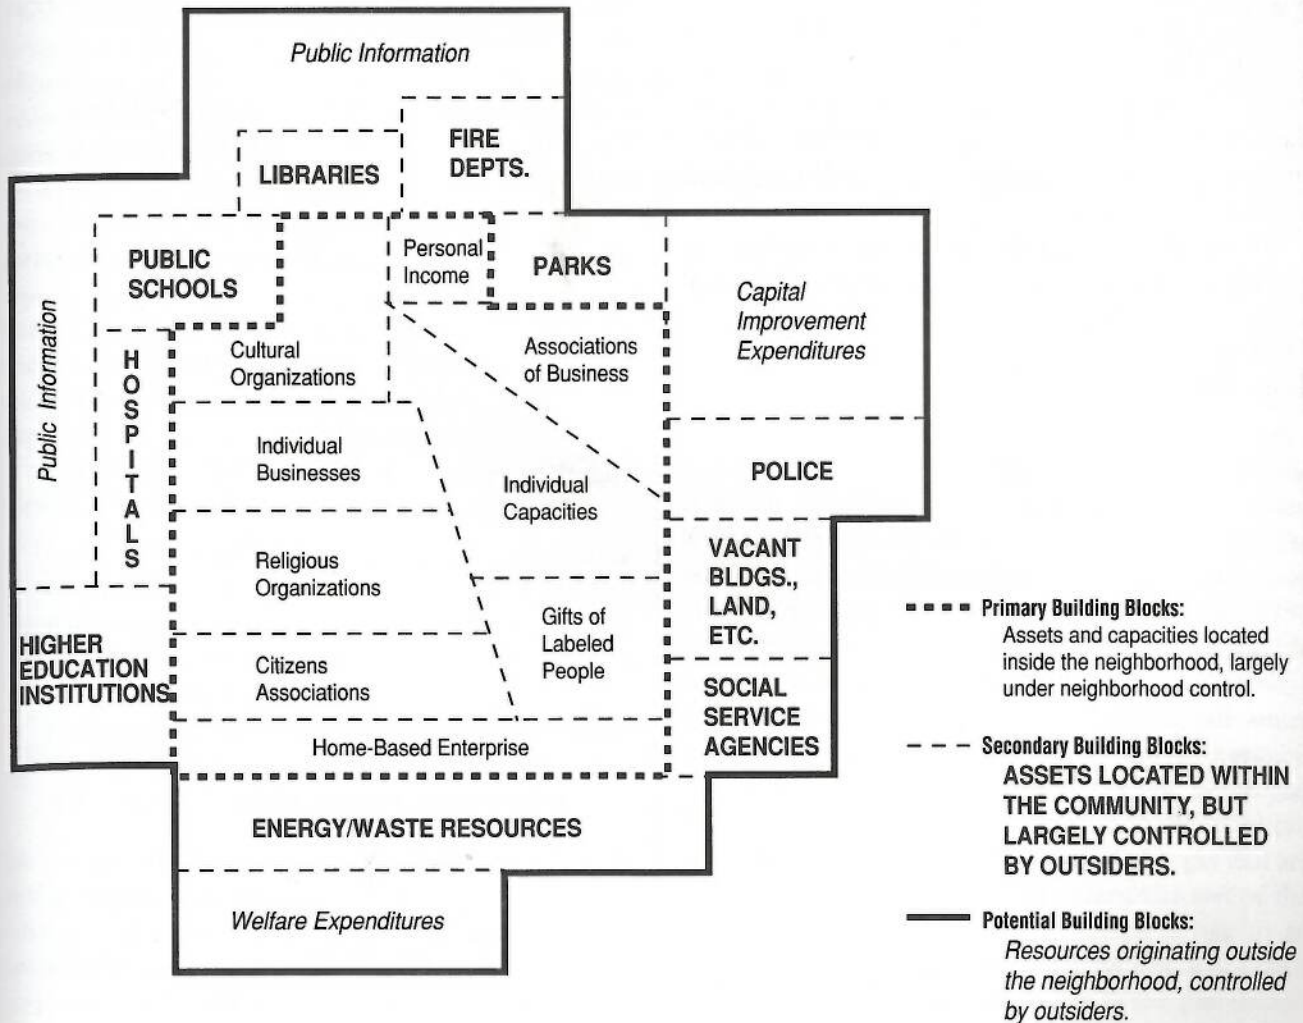 Public Information
FIRE
DEPTS.
LIBRARIES
Personal
Income
PUBLIC
SCHOOLS
PARKS
Capital
Improvement
Expenditures
Public Information
HOSPITALS
Cultural
Organizations
Associations
of Business
Individual
Businesses
Individual
Capacities
POLICE
Religious
Organizations
VACANT
BLDGS.,
LAND,
ETC.
Gifts of
Labeled
People
HIGHER
EDUCATION
INSTITUTIONS
Citizens
Associations
SOCIAL
SERVICE
AGENCIES
Home-Based Enterprise
ENERGY/WASTE RESOURCES
Welfare Expenditures
Primary Building Blocks:
Assets and capacities located
inside the neighborhood, largely
under neighborhood control.
Secondary Building Blocks:
ASSETS LOCATED WITHIN
THE COMMUNITY, BUT
LARGELY CONTROLLED
BY OUTSIDERS.
Potential Building Blocks:
Resources originating outside
the neighborhood, controlled
by outsiders.